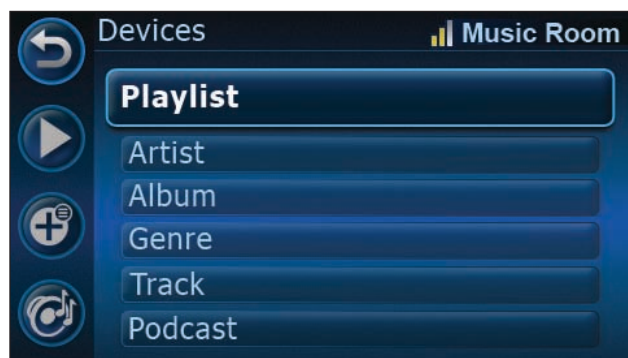 Devices
Music Room
Playlist
Artist
Album
Genre
Track
Podcast